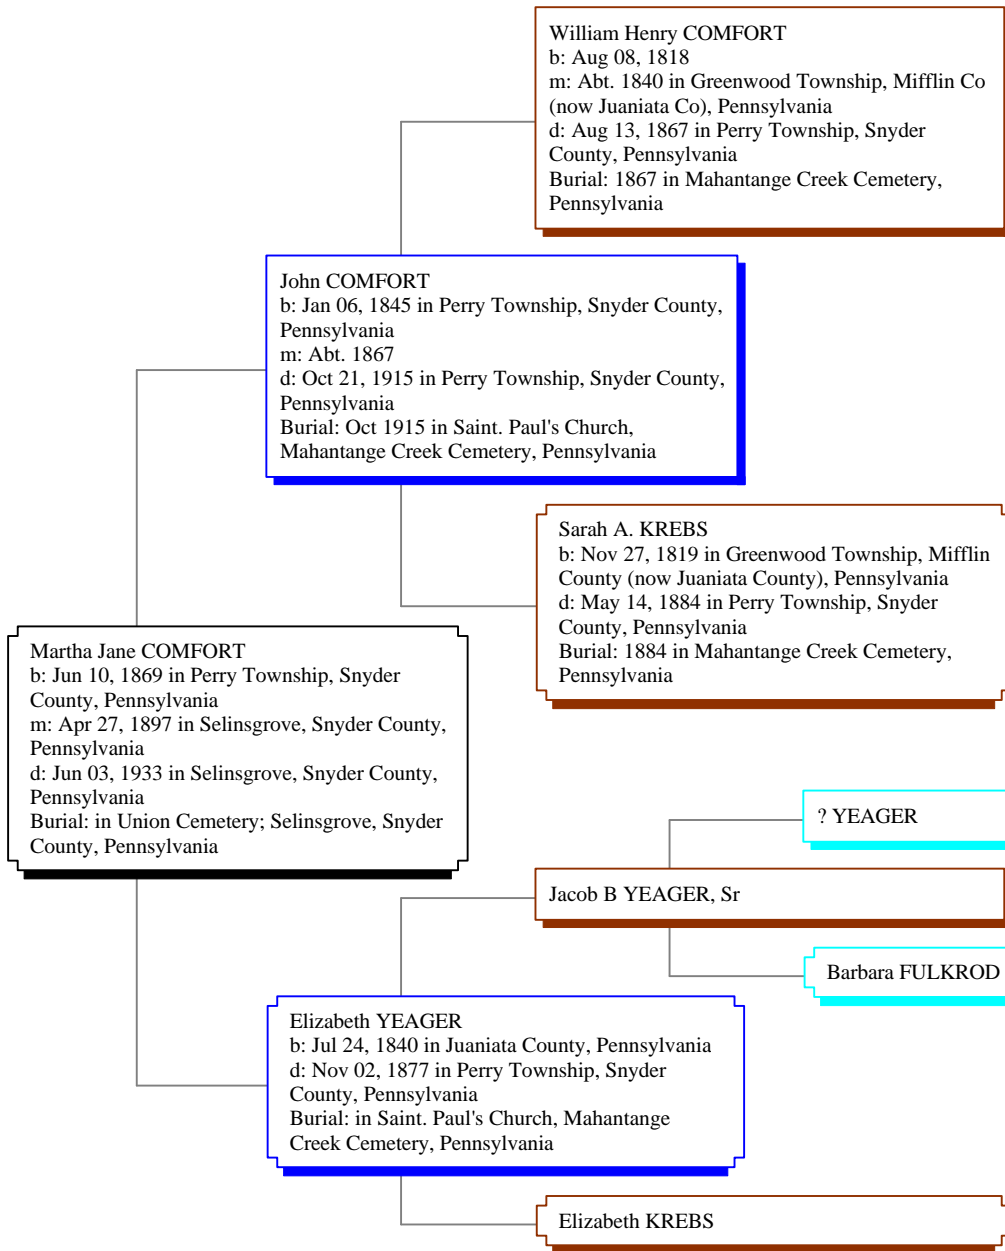 William Henry COMFORT
b: Aug 08, 1818
m: Abt. 1840 in Greenwood Township, Mifflin Co
(now Juaniata Co), Pennsylvania
d: Aug 13, 1867 in Perry Township, Snyder
County, Pennsylvania
Burial: 1867 in Mahantange Creek Cemetery,
Pennsylvania
John COMFORT
b: Jan 06, 1845 in Perry Township, Snyder County,
Pennsylvania
m: Abt. 1867
d: Oct 21, 1915 in Perry Township, Snyder County,
Pennsylvania
Burial: Oct 1915 in Saint. Paul's Church,
Mahantange Creek Cemetery, Pennsylvania
Sarah A. KREBS
b: Nov 27, 1819 in Greenwood Township, Mifflin
County (now Juaniata County), Pennsylvania
d: May 14, 1884 in Perry Township, Snyder
County, Pennsylvania
Burial: 1884 in Mahantange Creek Cemetery,
Pennsylvania
Martha Jane COMFORT
b: Jun 10, 1869 in Perry Township, Snyder
County, Pennsylvania
m: Apr 27, 1897 in Selinsgrove, Snyder County,
Pennsylvania
d: Jun 03, 1933 in Selinsgrove, Snyder County,
Pennsylvania
Burial: in Union Cemetery; Selinsgrove, Snyder
County, Pennsylvania
? YEAGER
Jacob B YEAGER, Sr
Barbara FULKROD
Elizabeth YEAGER
b: Jul 24, 1840 in Juaniata County, Pennsylvania
d: Nov 02, 1877 in Perry Township, Snyder
County, Pennsylvania
Burial: in Saint. Paul's Church, Mahantange
Creek Cemetery, Pennsylvania
Elizabeth KREBS